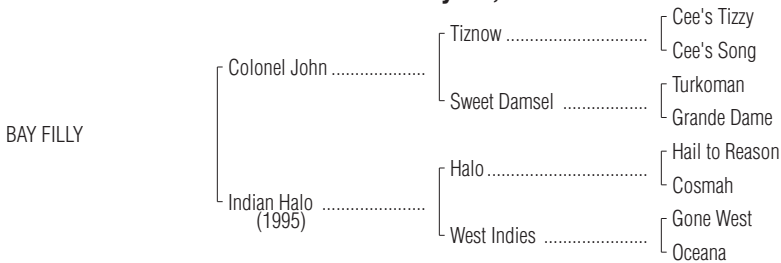 Cee's Tizzy
Tiznow
Cee's Song
Colonel John
Turkoman
Sweet Damsel
Grande Dame
BAY FILLY
Hail to Reason
Halo
Cosmah
Indian Halo
(1995)
Gone West
West Indies
Oceana